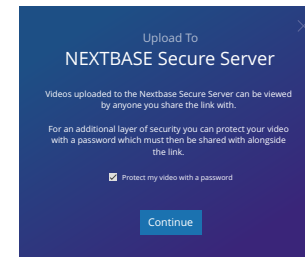 Upload To
NEXTBASE Secure Server
Videos uploaded to the Nextbase Secure Server can be viewed
by anyone you share the link with.
For an additional layer of security you can protect your video
with a password which must then be shared with alongside
the link.
Protect my video with a password
Continue